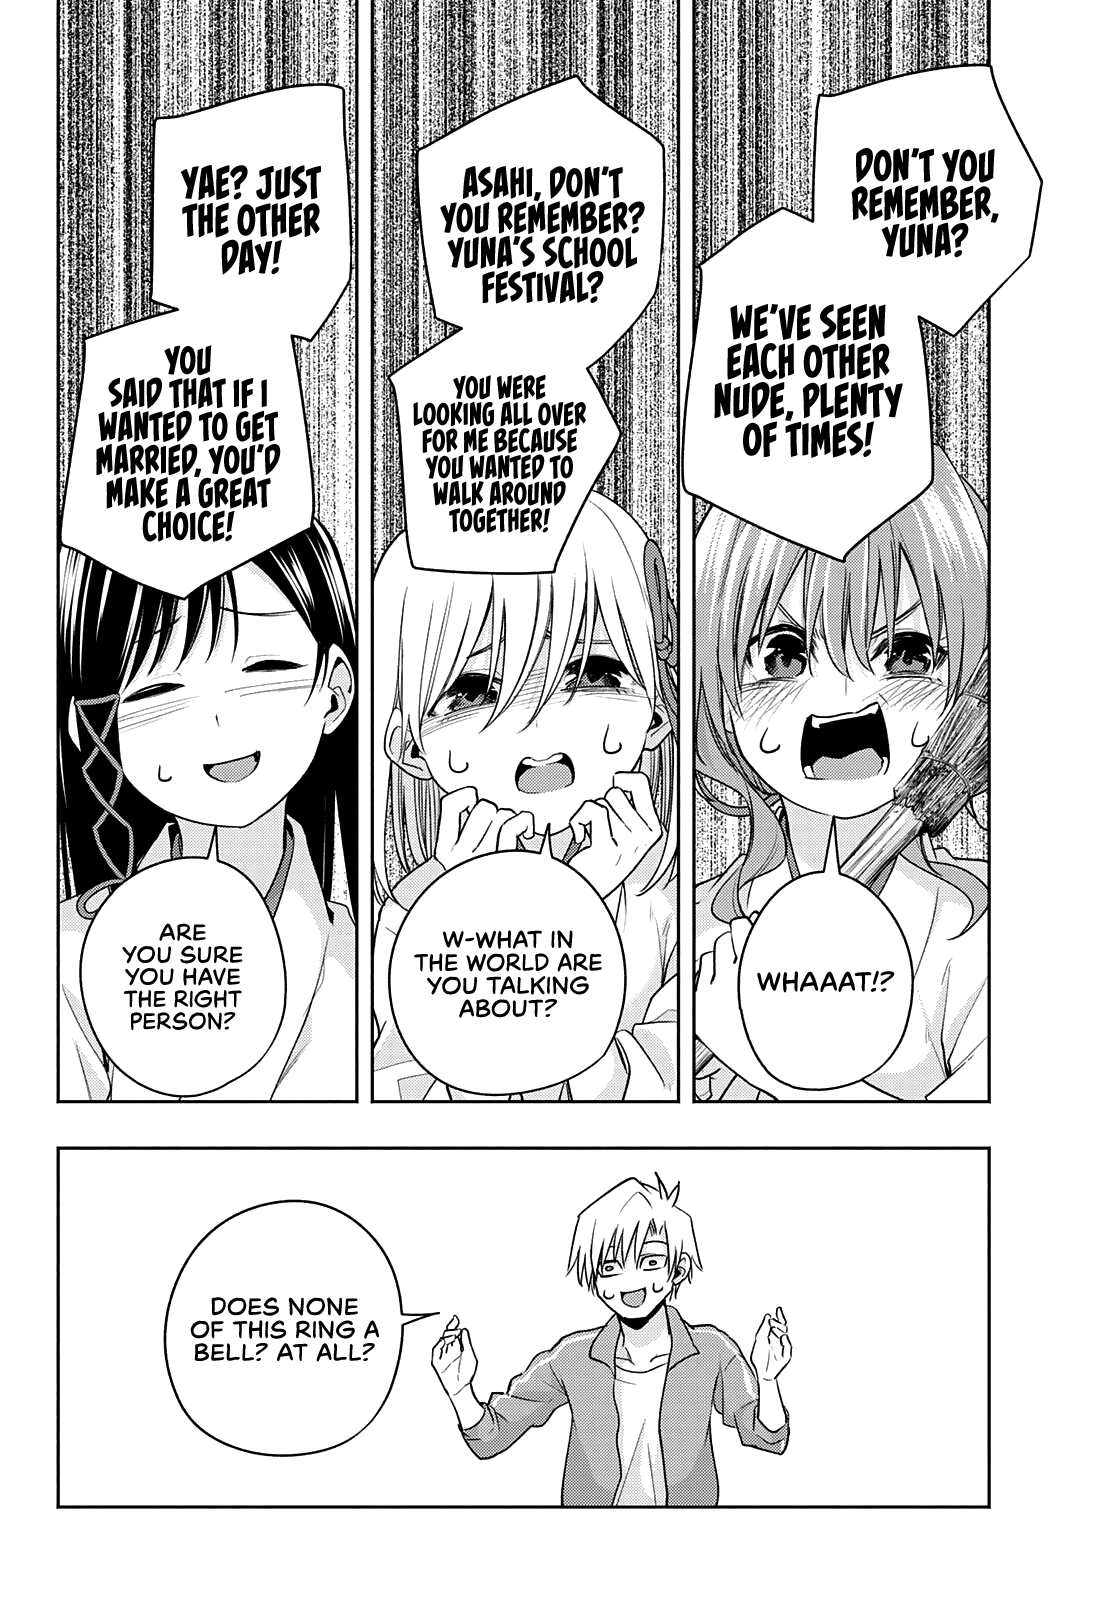 DON'T YOU
REMEMBER,
YUNA?
WE'VE SEEN
EACH OTHER
NUDE, PLENTY
OF TIMES!
WHAAAT!?
ASAHI, DON'T
YOU REMEMBER?
YUNA'S SCHOOL
FESTIVAL?
YOU WERE
LOOKING ALL OVER
FOR ME BECAUSE
YOU WANTED TO
WALK AROUND
TOGETHER!
W-WHAT IN
THE WORLD ARE
YOU TALKING
ABOUT?
YAE? JUST
THE OTHER
DAY!
YOU
SAID THAT IF I
WANTED TO GET
MARRIED, YOU'D
MAKE A GREAT
CHOICE!
ARE
YOU SURE
YOU HAVE
THE RIGHT
PERSON?
DOES NONE
OF THIS RING A
BELL? AT ALL?